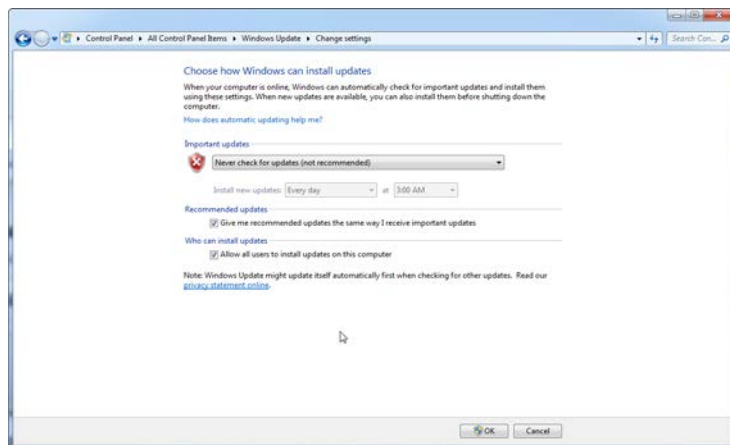 Control Panel ▸ All Control Panel Items ▸ Windows Update ▸ Change settings
Search Con...
Choose how Windows can install updates
When your computer is online, Windows can automatically check for important updates and install them
using these settings. When new updates are available, you can also install them before shutting down the
computer.
How does automatic updating help me?
Important updates
Never check for updates (not recommended)
Install new updates: Every day at 3:00 AM
Recommended updates
Give me recommended updates the same way I receive important updates
Who can install updates
Allow all users to install updates on this computer
Note: Windows Update might update itself automatically first when checking for other updates. Read our
privacy statement online.
OK Cancel